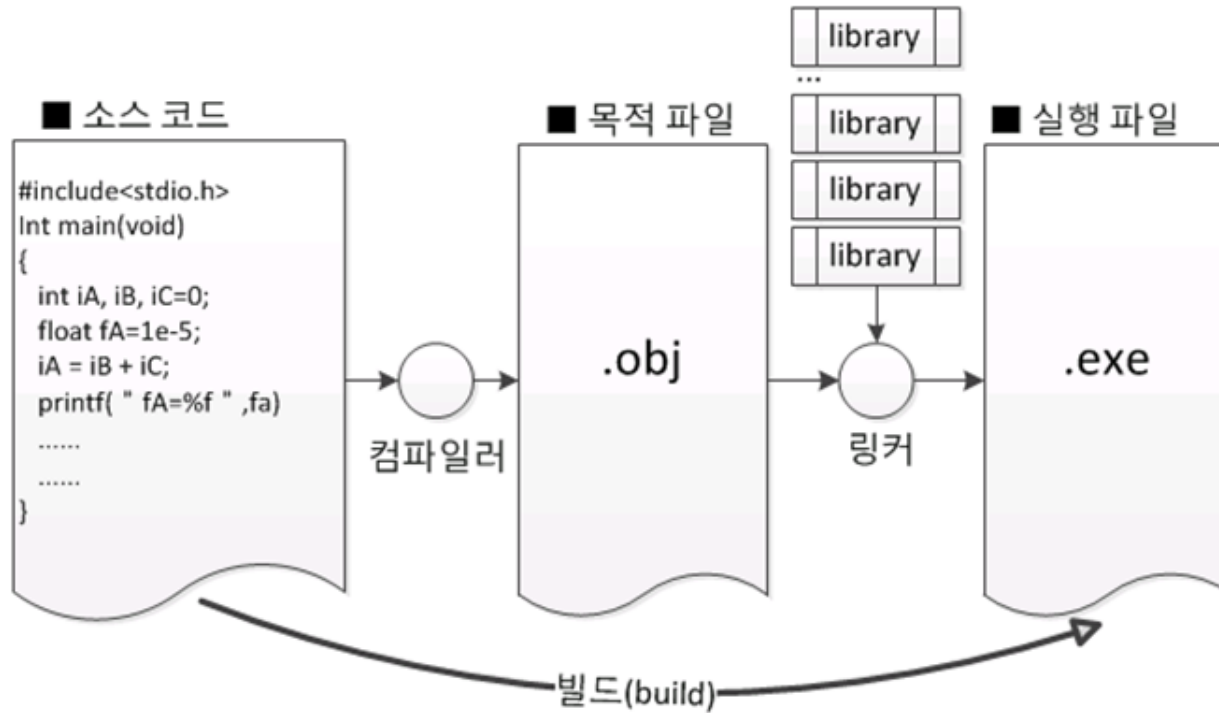 ■ 소스 코드
#include<stdio.h>
Int main(void)
{
int iA, iB, iC=0;
float fA=1e-5;
iA = iB + iC;
printf( " fA=%f " ,fa)
......
......
}
컴파일러
■ 목적 파일
.obj
library
...
library
library
library
링커
■ 실행 파일
.exe
빌드(build)